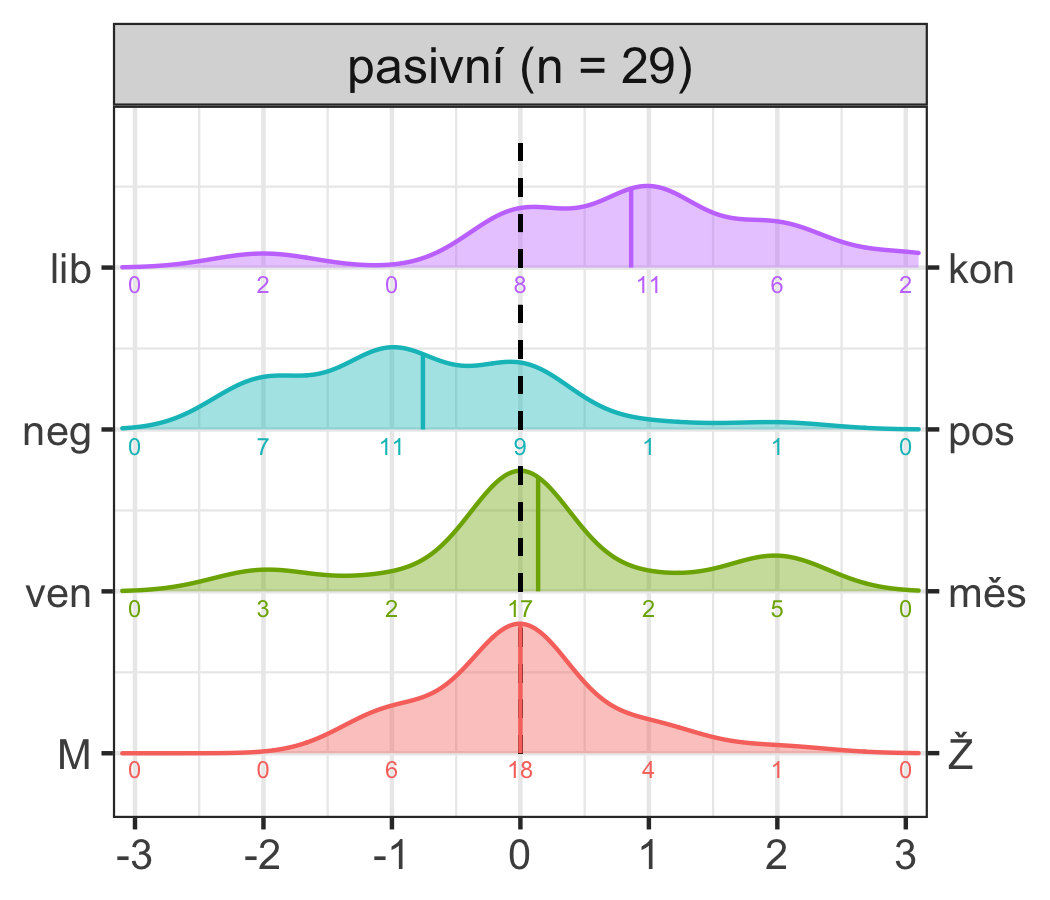 pasivní (n = 29)
lib kon
0 2 0 8 11 6 2
neg pos
0 7 11 9 1 1 0
ven měs
0 3 2 17 2 5 0
M Ž
0 0 6 18 4 1 0
-3 -2 -1 0 1 2 3